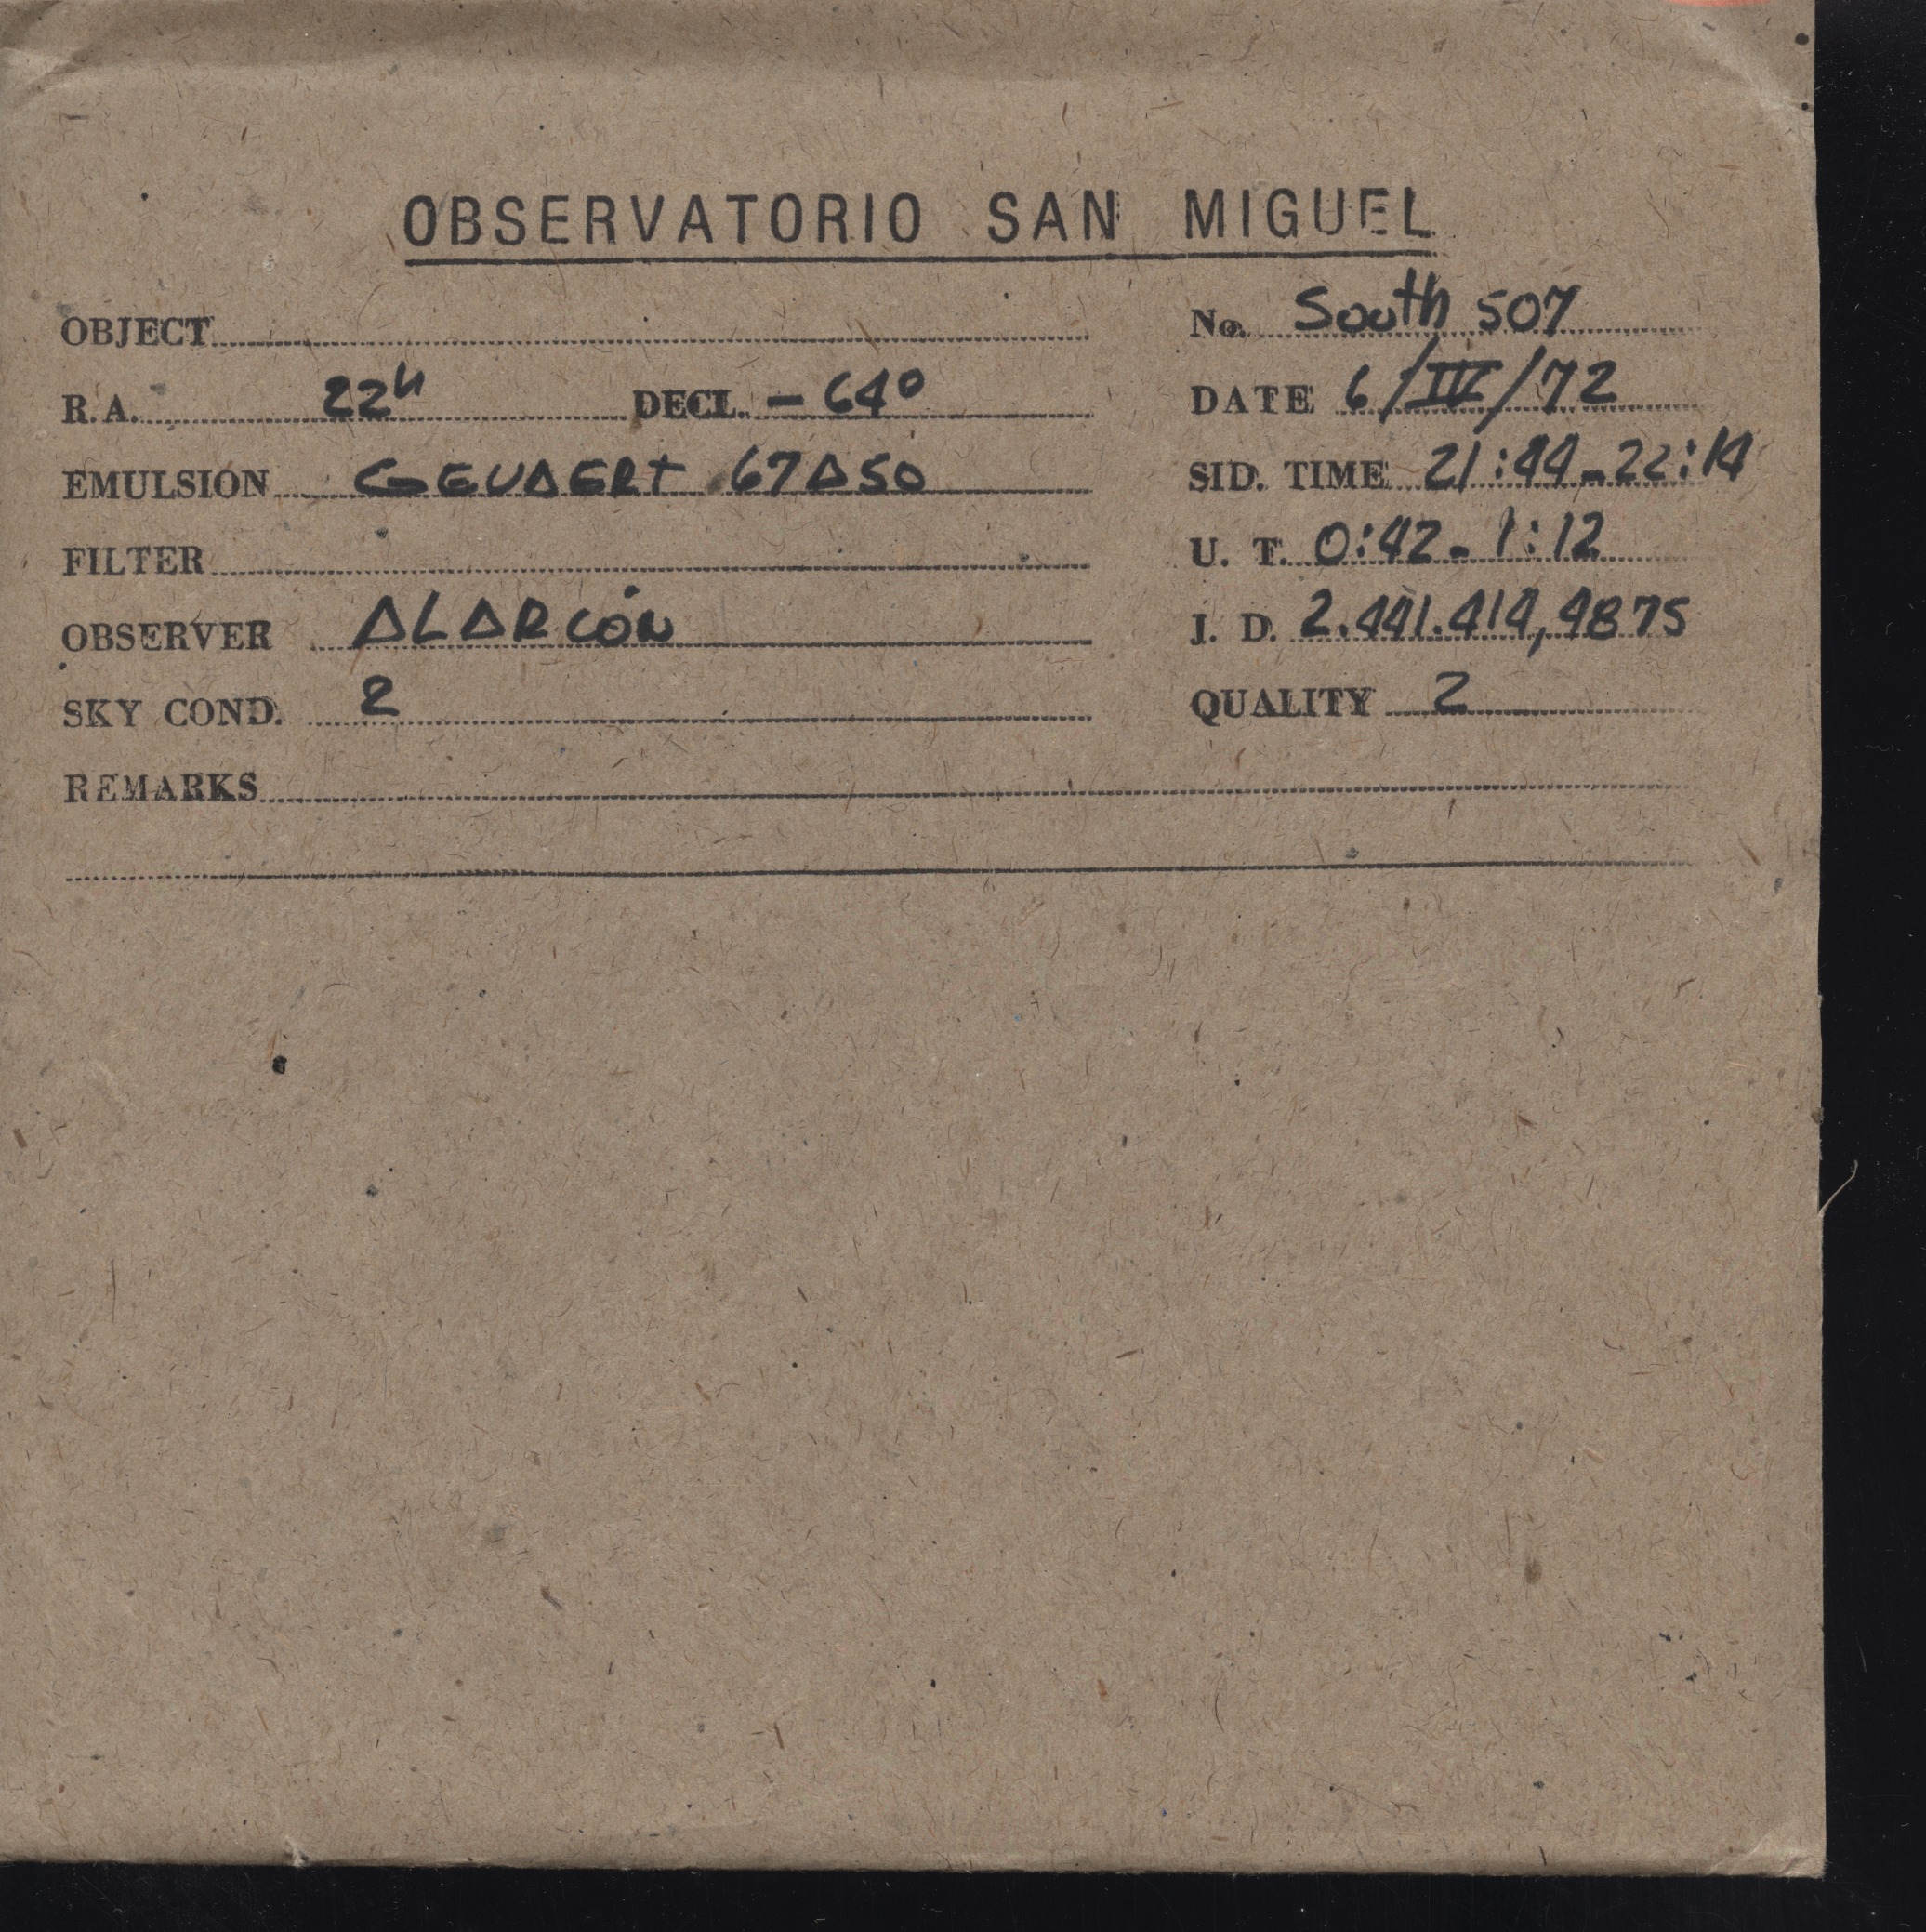 OBSERVATORIO SAN MIGUEL
OBJECT No. South 507
R.A. 22h DECL. - 64° DATE 6/IV/72
EMULSION GEVAERT 67A50 SID. TIME 21:44-22:14
FILTER U. T. 0:42 - 1:12
OBSERVER ALARCÓN J. D. 2.441.414,4875
SKY COND. 2 QUALITY 2
REMARKS